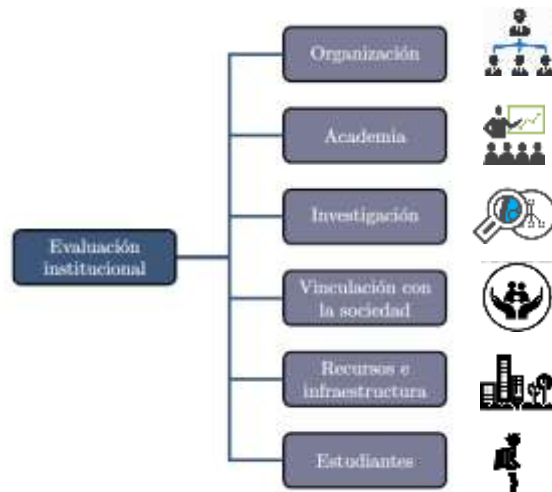 Organización
Academia
Investigación
Evaluación
institucional
Vinculación con
la sociedad
Recursos e
infraestructura
Estudiantes